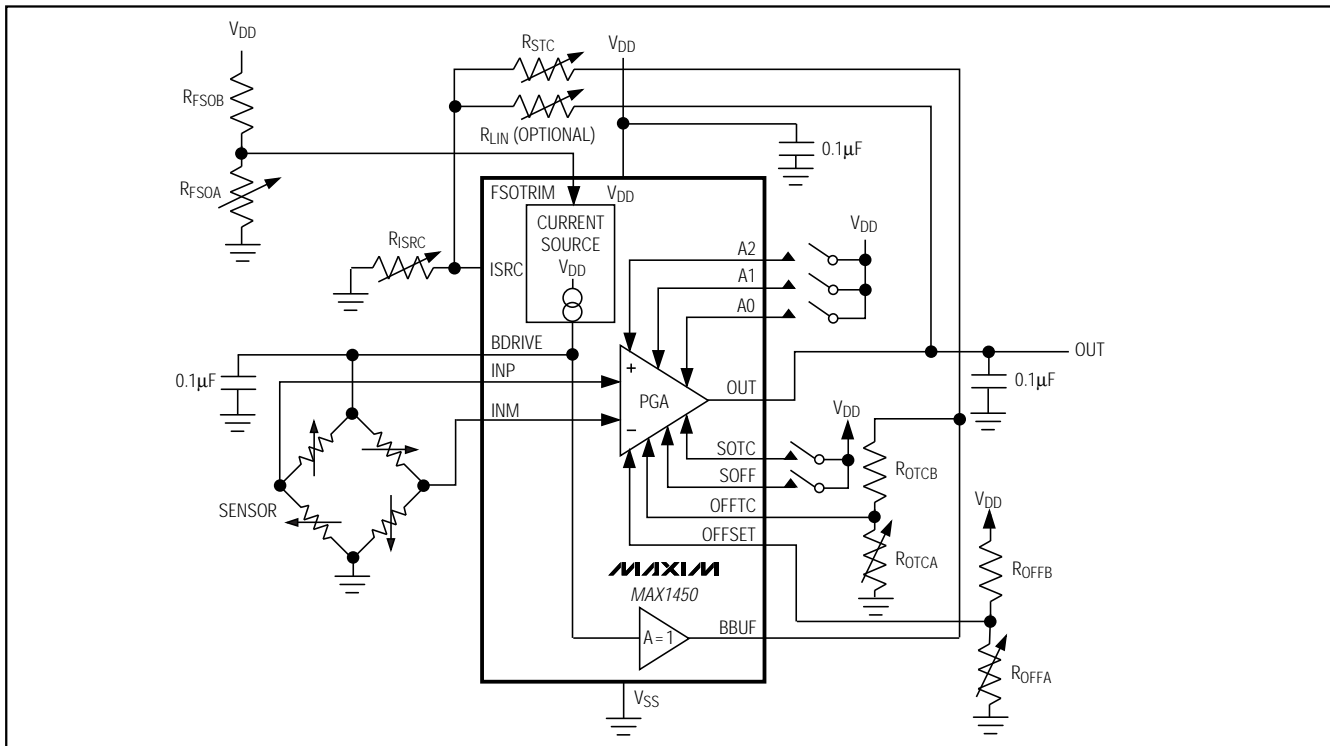 VDD
RSTC
VDD
RFSOB
RLIN (OPTIONAL)
0.1µF
RFSOA
FSOTRIM
VDD
CURRENT
SOURCE
VDD
RISRC
ISRC
A2
VDD
A1
A0
BDRIVE
OUT
0.1µF
INP
+
PGA
OUT
0.1µF
INM
−
VDD
SOTC
SOFF
ROTCB
SENSOR
OFFTC
VDD
OFFSET
ROTCA
ROFFB
MAXIM
MAX1450
A = 1
BBUF
ROFFA
VSS